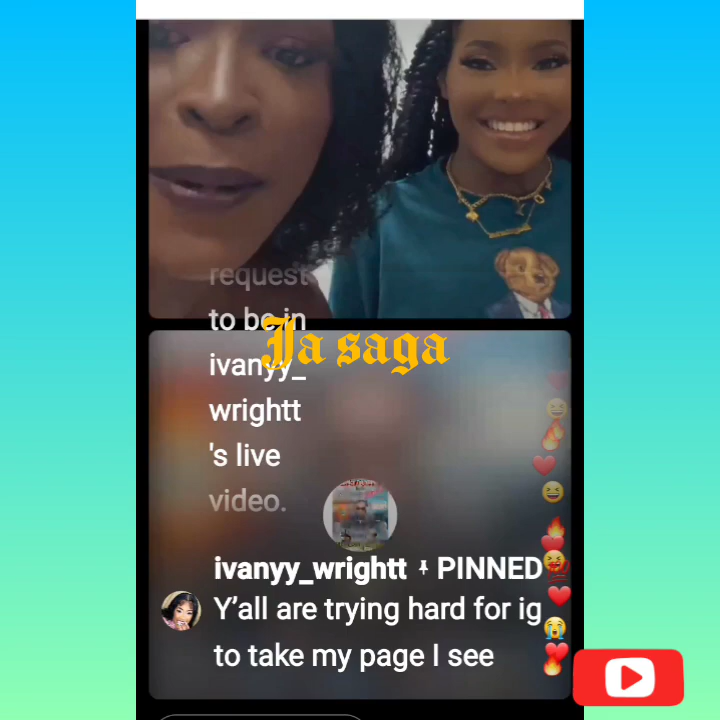 request
to be in
Ja saga
ivanyy_
wrightt
's live
video.
ivanyy_wrightt PINNED
Y’all are trying hard for ig
to take my page I see